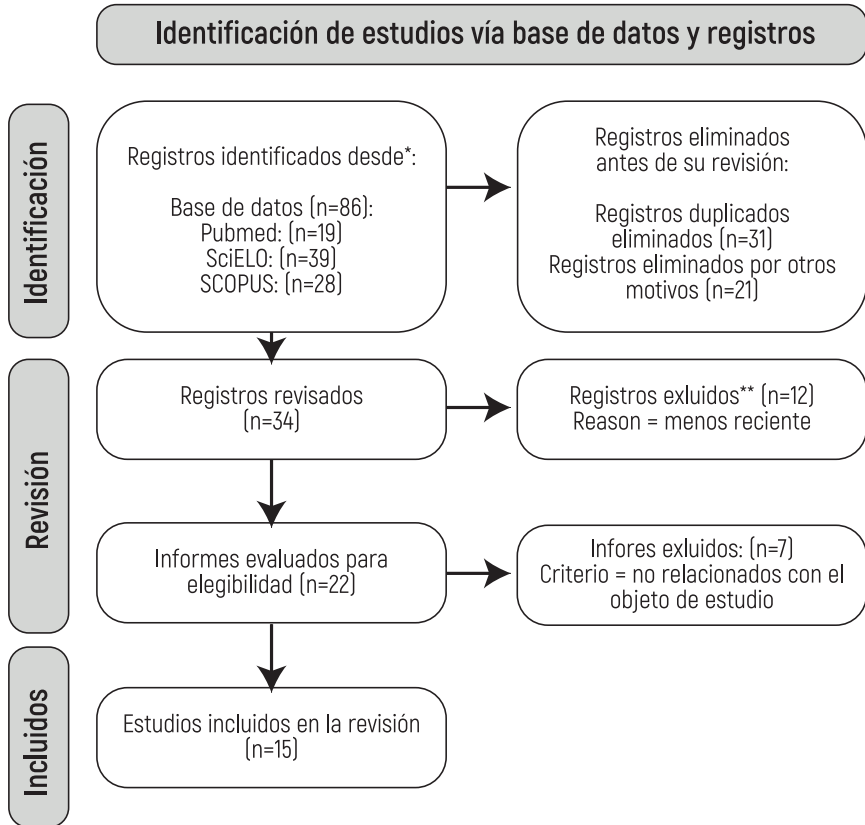 Identificación de estudios vía base de datos y registros
Identificación
Registros identificados desde*:
Base de datos (n=86):
Pubmed: (n=19)
SciELO: (n=39)
SCOPUS: (n=28)
Registros eliminados
antes de su revisión:
Registros duplicados
eliminados (n=31)
Registros eliminados por otros
motivos (n=21)
Revisión
Registros revisados
(n=34)
Registros exluidos** (n=12)
Reason = menos reciente
Informes evaluados para
elegibilidad (n=22)
Infores exluidos: (n=7)
Criterio = no relacionados con el
objeto de estudio
Incluidos
Estudios incluidos en la revisión
(n=15)